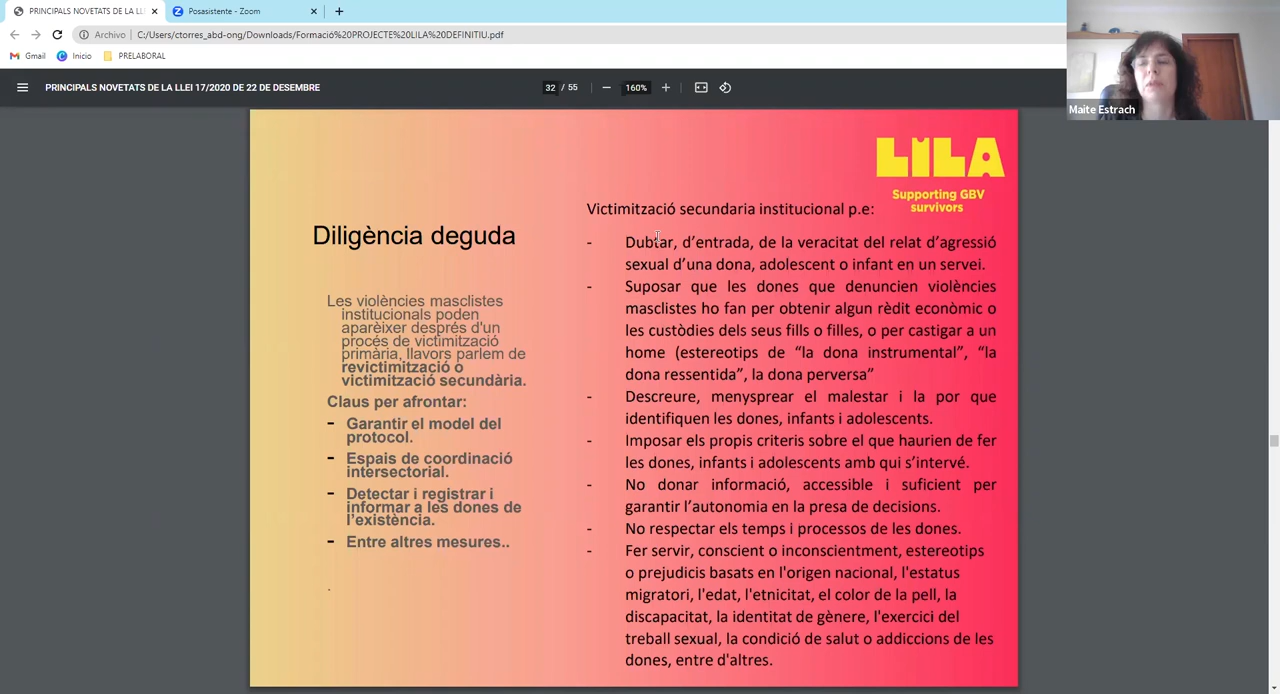 PRINCIPALS NOVETATS DE LA LLEI
Posasistente - Zoom
Archivo
C:/Users/ctorres_abd-ong/Downloads/Formació%20PROJECTE%20LILA%20DEFINITIU.pdf
Gmail
Inicio
PRELABORAL
PRINCIPALS NOVETATS DE LA LLEI 17/2020 DE 22 DE DESEMBRE
32 / 55
160%
Maite Estrach
LILA
Supporting GBV
survivors
Diligència deguda
Les violències masclistes
institucionals poden
aparèixer després d'un
procés de victimització
primària, llavors parlem de
revictimització o
victimització secundària.
Claus per afrontar:
- Garantir el model del
protocol.
- Espais de coordinació
intersectorial.
- Detectar i registrar i
informar a les dones de
l'existència.
- Entre altres mesures..
.
Victimització secundaria institucional p.e:
- Dubtar, d’entrada, de la veracitat del relat d’agressió
sexual d’una dona, adolescent o infant en un servei.
- Suposar que les dones que denuncien violències
masclistes ho fan per obtenir algun rèdit econòmic o
les custòdies dels seus fills o filles, o per castigar a un
home (estereotips de “la dona instrumental”, “la
dona ressentida”, la dona perversa”
- Descreure, menysprear el malestar i la por que
identifiquen les dones, infants i adolescents.
- Imposar els propis criteris sobre el que haurien de fer
les dones, infants i adolescents amb qui s’intervé.
- No donar informació, accessible i suficient per
garantir l’autonomia en la presa de decisions.
- No respectar els temps i processos de les dones.
- Fer servir, conscient o inconscientment, estereotips
o prejudicis basats en l'origen nacional, l'estatus
migratori, l'edat, l'etnicitat, el color de la pell, la
discapacitat, la identitat de gènere, l'exercici del
treball sexual, la condició de salut o addiccions de les
dones, entre d'altres.